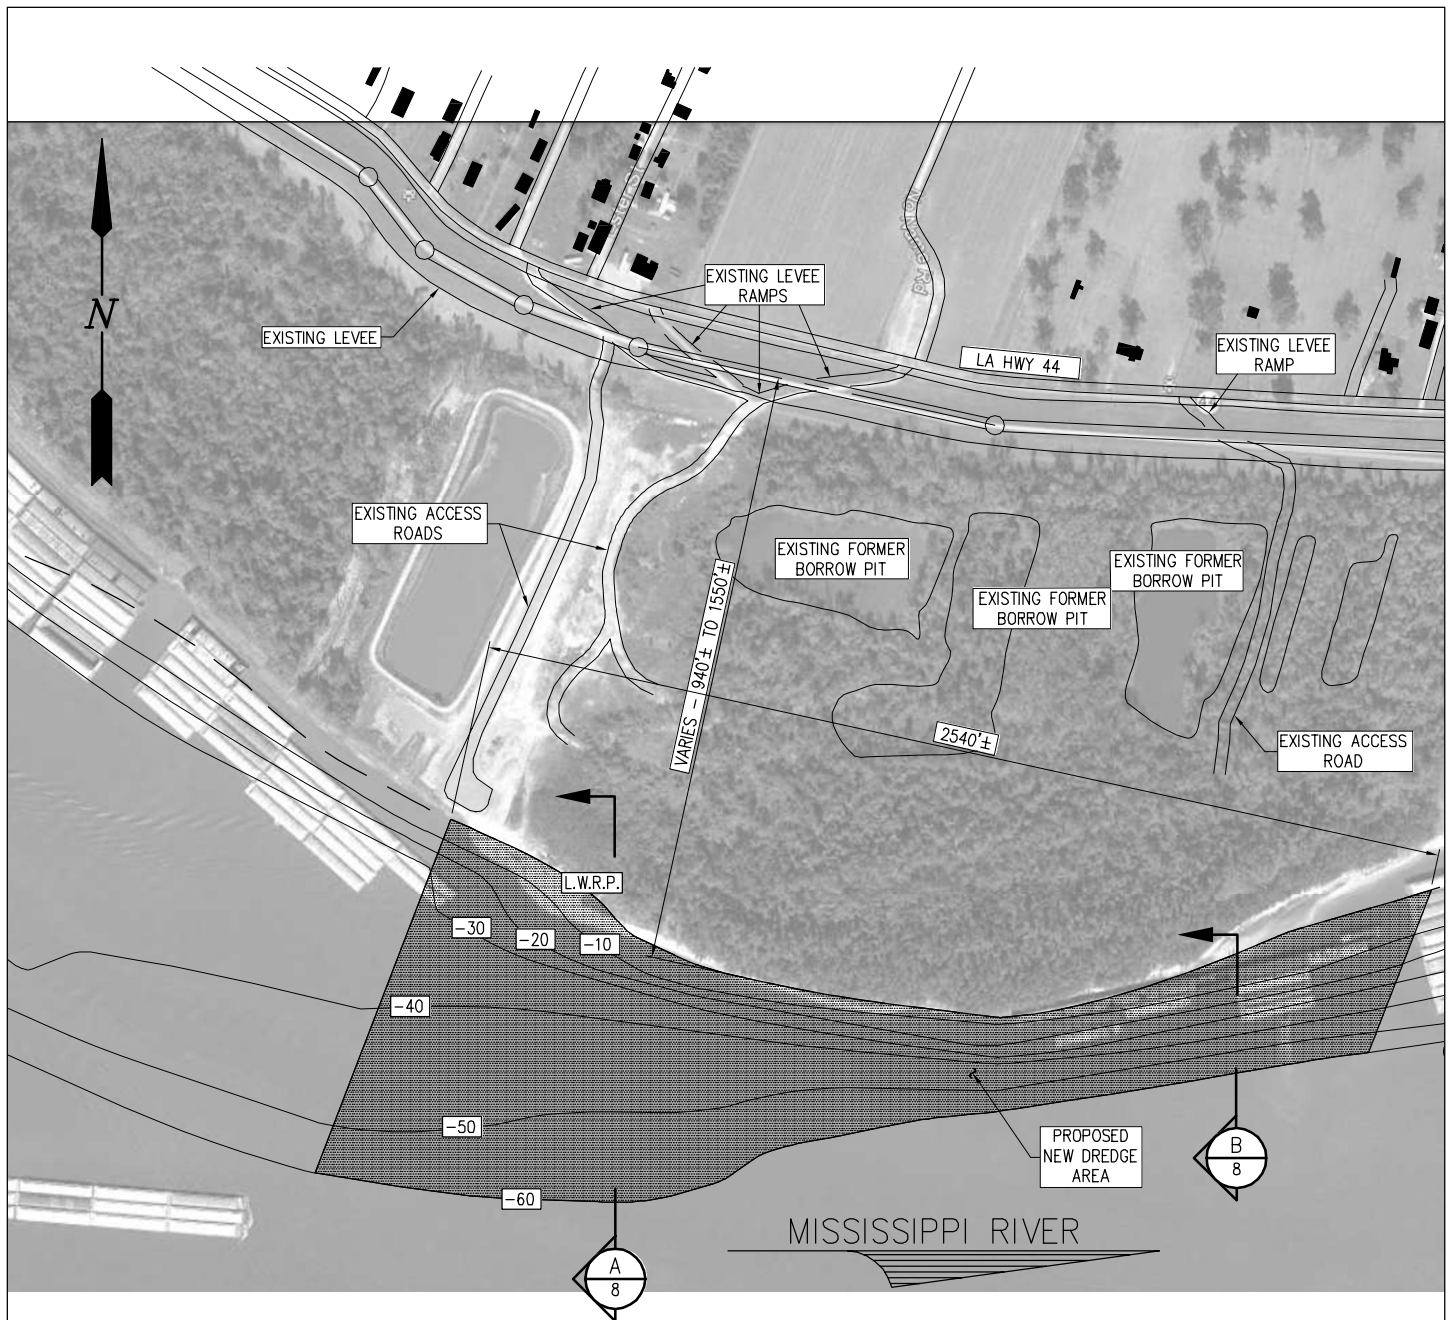 EXISTING LEVEE
RAMPS
EXISTING LEVEE
LA HWY 44
EXISTING LEVEE
RAMP
N
EXISTING ACCESS
ROADS
EXISTING FORMER
BORROW PIT
EXISTING FORMER
BORROW PIT
EXISTING FORMER
BORROW PIT
VARIES - 940'± TO 1550'±
2540'±
EXISTING ACCESS
ROAD
L.W.R.P.
-30
-20
-10
-40
-50
-60
PROPOSED
NEW DREDGE
AREA
B
8
MISSISSIPPI RIVER
A
8